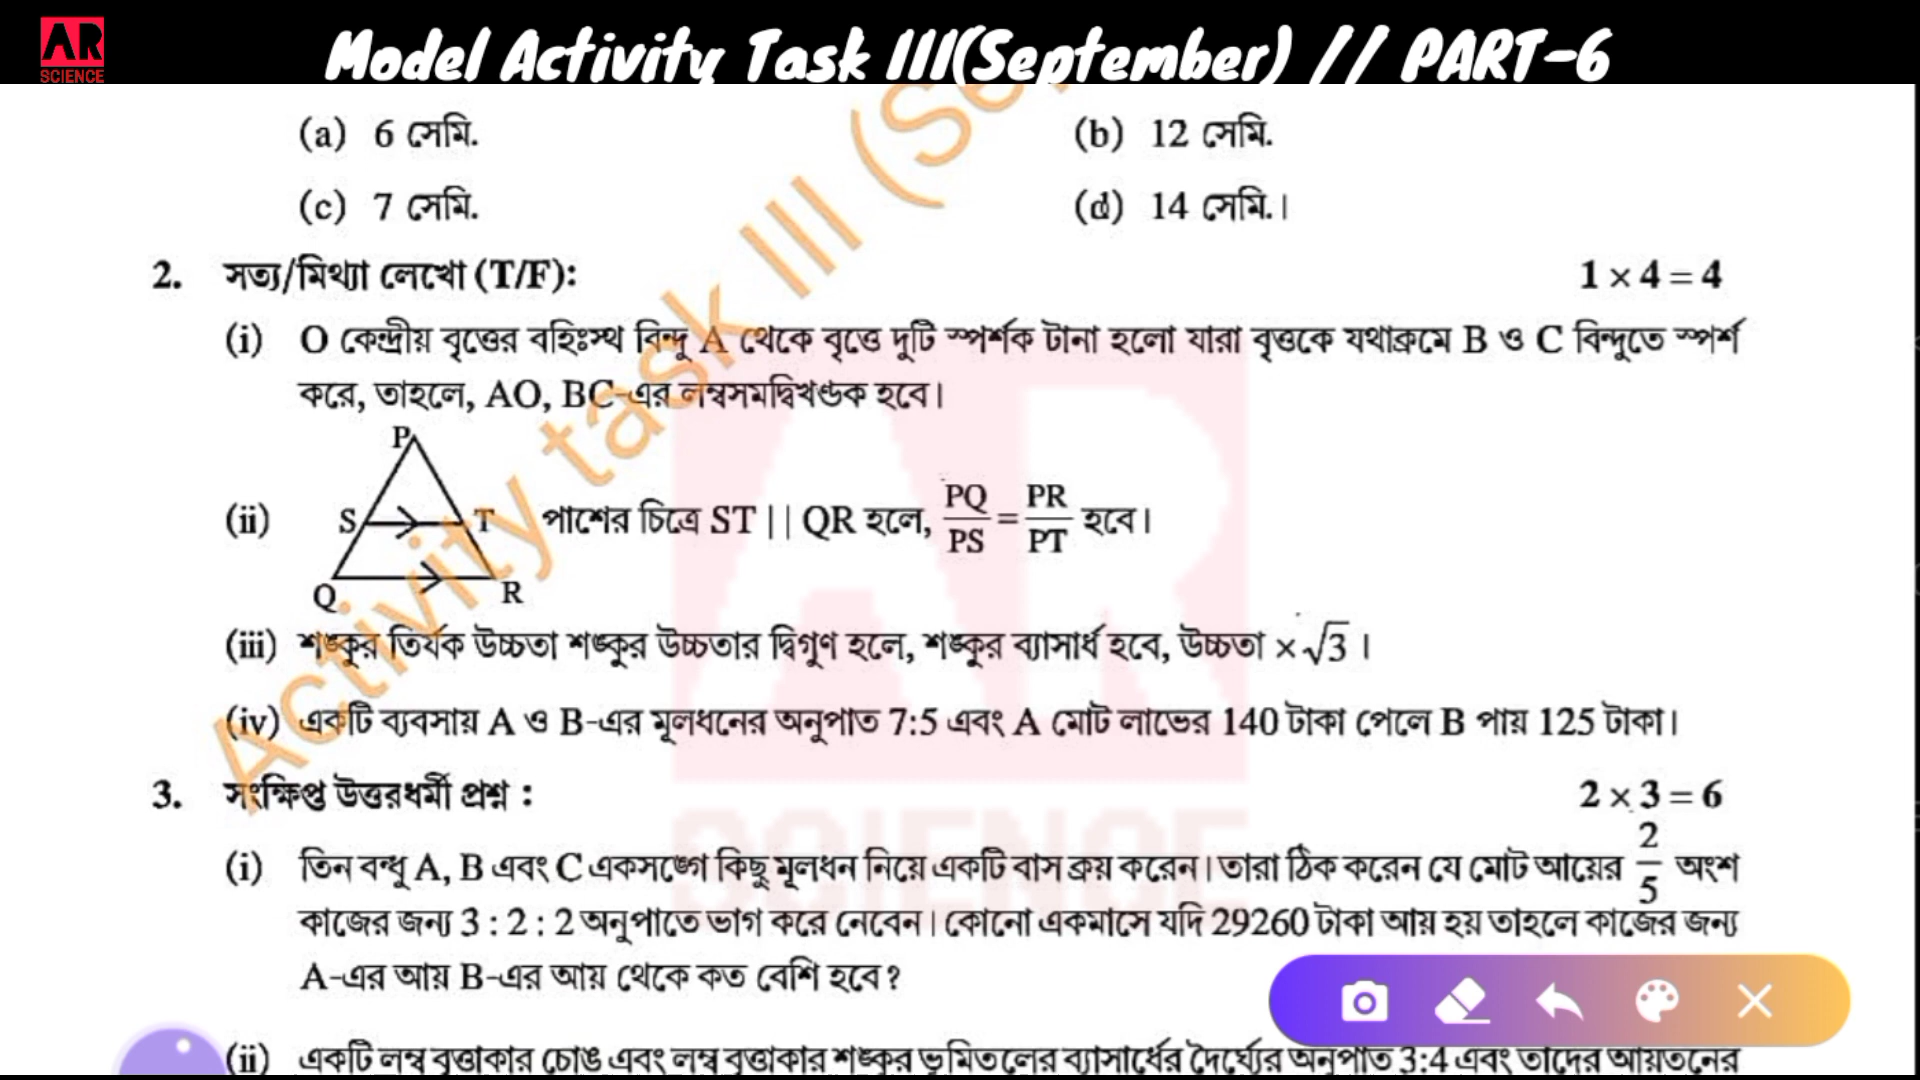 AR
SCIENCE
Model Activity Task III(September) // PART-6
(a) 6 সেমি.
(b) 12 সেমি.
(c) 7 সেমি.
(d) 14 সেমি.।
2. সত্য/মিথ্যা লেখো (T/F): 1 × 4 = 4
(i) O কেন্দ্রীয় বৃত্তের বহিঃস্থ বিন্দু A থেকে বৃত্তে দুটি স্পর্শক টানা হলো যারা বৃত্তকে যথাক্রমে B ও C বিন্দুতে স্পর্শ
করে, তাহলে, AO, BC-এর লম্বসমদ্বিখণ্ডক হবে।
P
S T
Q R
(ii) পাশের চিত্রে ST || QR হলে, PQ/PS = PR/PT হবে।
(iii) শঙ্কুর তির্যক উচ্চতা শঙ্কুর উচ্চতার দ্বিগুণ হলে, শঙ্কুর ব্যাসার্ধ হবে, উচ্চতা × √3 ।
(iv) একটি ব্যবসায় A ও B-এর মূলধনের অনুপাত 7:5 এবং A মোট লাভের 140 টাকা পেলে B পায় 125 টাকা।
3. সংক্ষিপ্ত উত্তরধর্মী প্রশ্ন : 2 × 3 = 6
(i) তিন বন্ধু A, B এবং C একসঙ্গে কিছু মূলধন নিয়ে একটি বাস ক্রয় করেন। তারা ঠিক করেন যে মোট আয়ের 2/5 অংশ
কাজের জন্য 3 : 2 : 2 অনুপাতে ভাগ করে নেবেন। কোনো একমাসে যদি 29260 টাকা আয় হয় তাহলে কাজের জন্য
A-এর আয় B-এর আয় থেকে কত বেশি হবে?
(ii) একটি লম্ব বৃত্তাকার চোঙ এবং লম্ব বৃত্তাকার শঙ্কুর ভূমিতলের ব্যাসার্ধের দৈর্ঘ্যের অনুপাত 3:4 এবং তাদের আয়তনের
Activity task III (Se
AR
SCIENCE